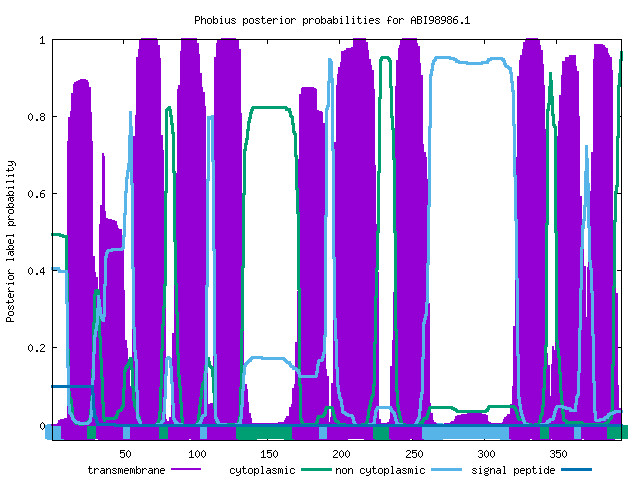 Phobius posterior probabilities for ABI98986.1
Posterior label probability
1
0.8
0.6
0.4
0.2
0
50 100 150 200 250 300 350
transmembrane cytoplasmic non cytoplasmic signal peptide